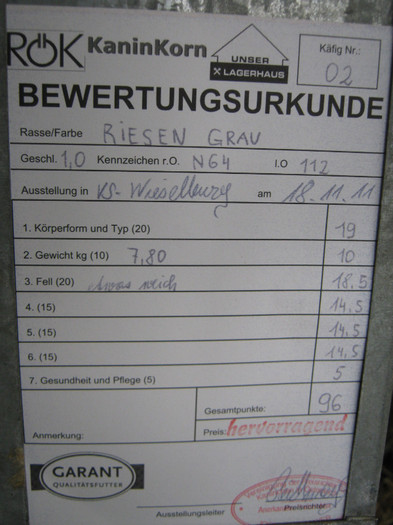 RÖK KaninKorn UNSER X LAGERHAUS Käfig Nr.: 02
BEWERTUNGSURKUNDE
Rasse/Farbe RIESEN GRAU
Geschl. 1,0 Kennzeichen r.O. N64 l.O 112
Ausstellung in KS-Wieselburg am 18.11.11
1. Körperform und Typ (20) 19
2. Gewicht kg (10) 7,80 10
3. Fell (20) etwas weich 18.5
4. (15) 14.5
5. (15) 14.5
6. (15) 14.5
7. Gesundheit und Pflege (5) 5
Gesamtpunkte: 96
Anmerkung: Preis: hervorragend
GARANT
QUALITÄTSFUTTER
Ausstellungsleiter Preisrichter